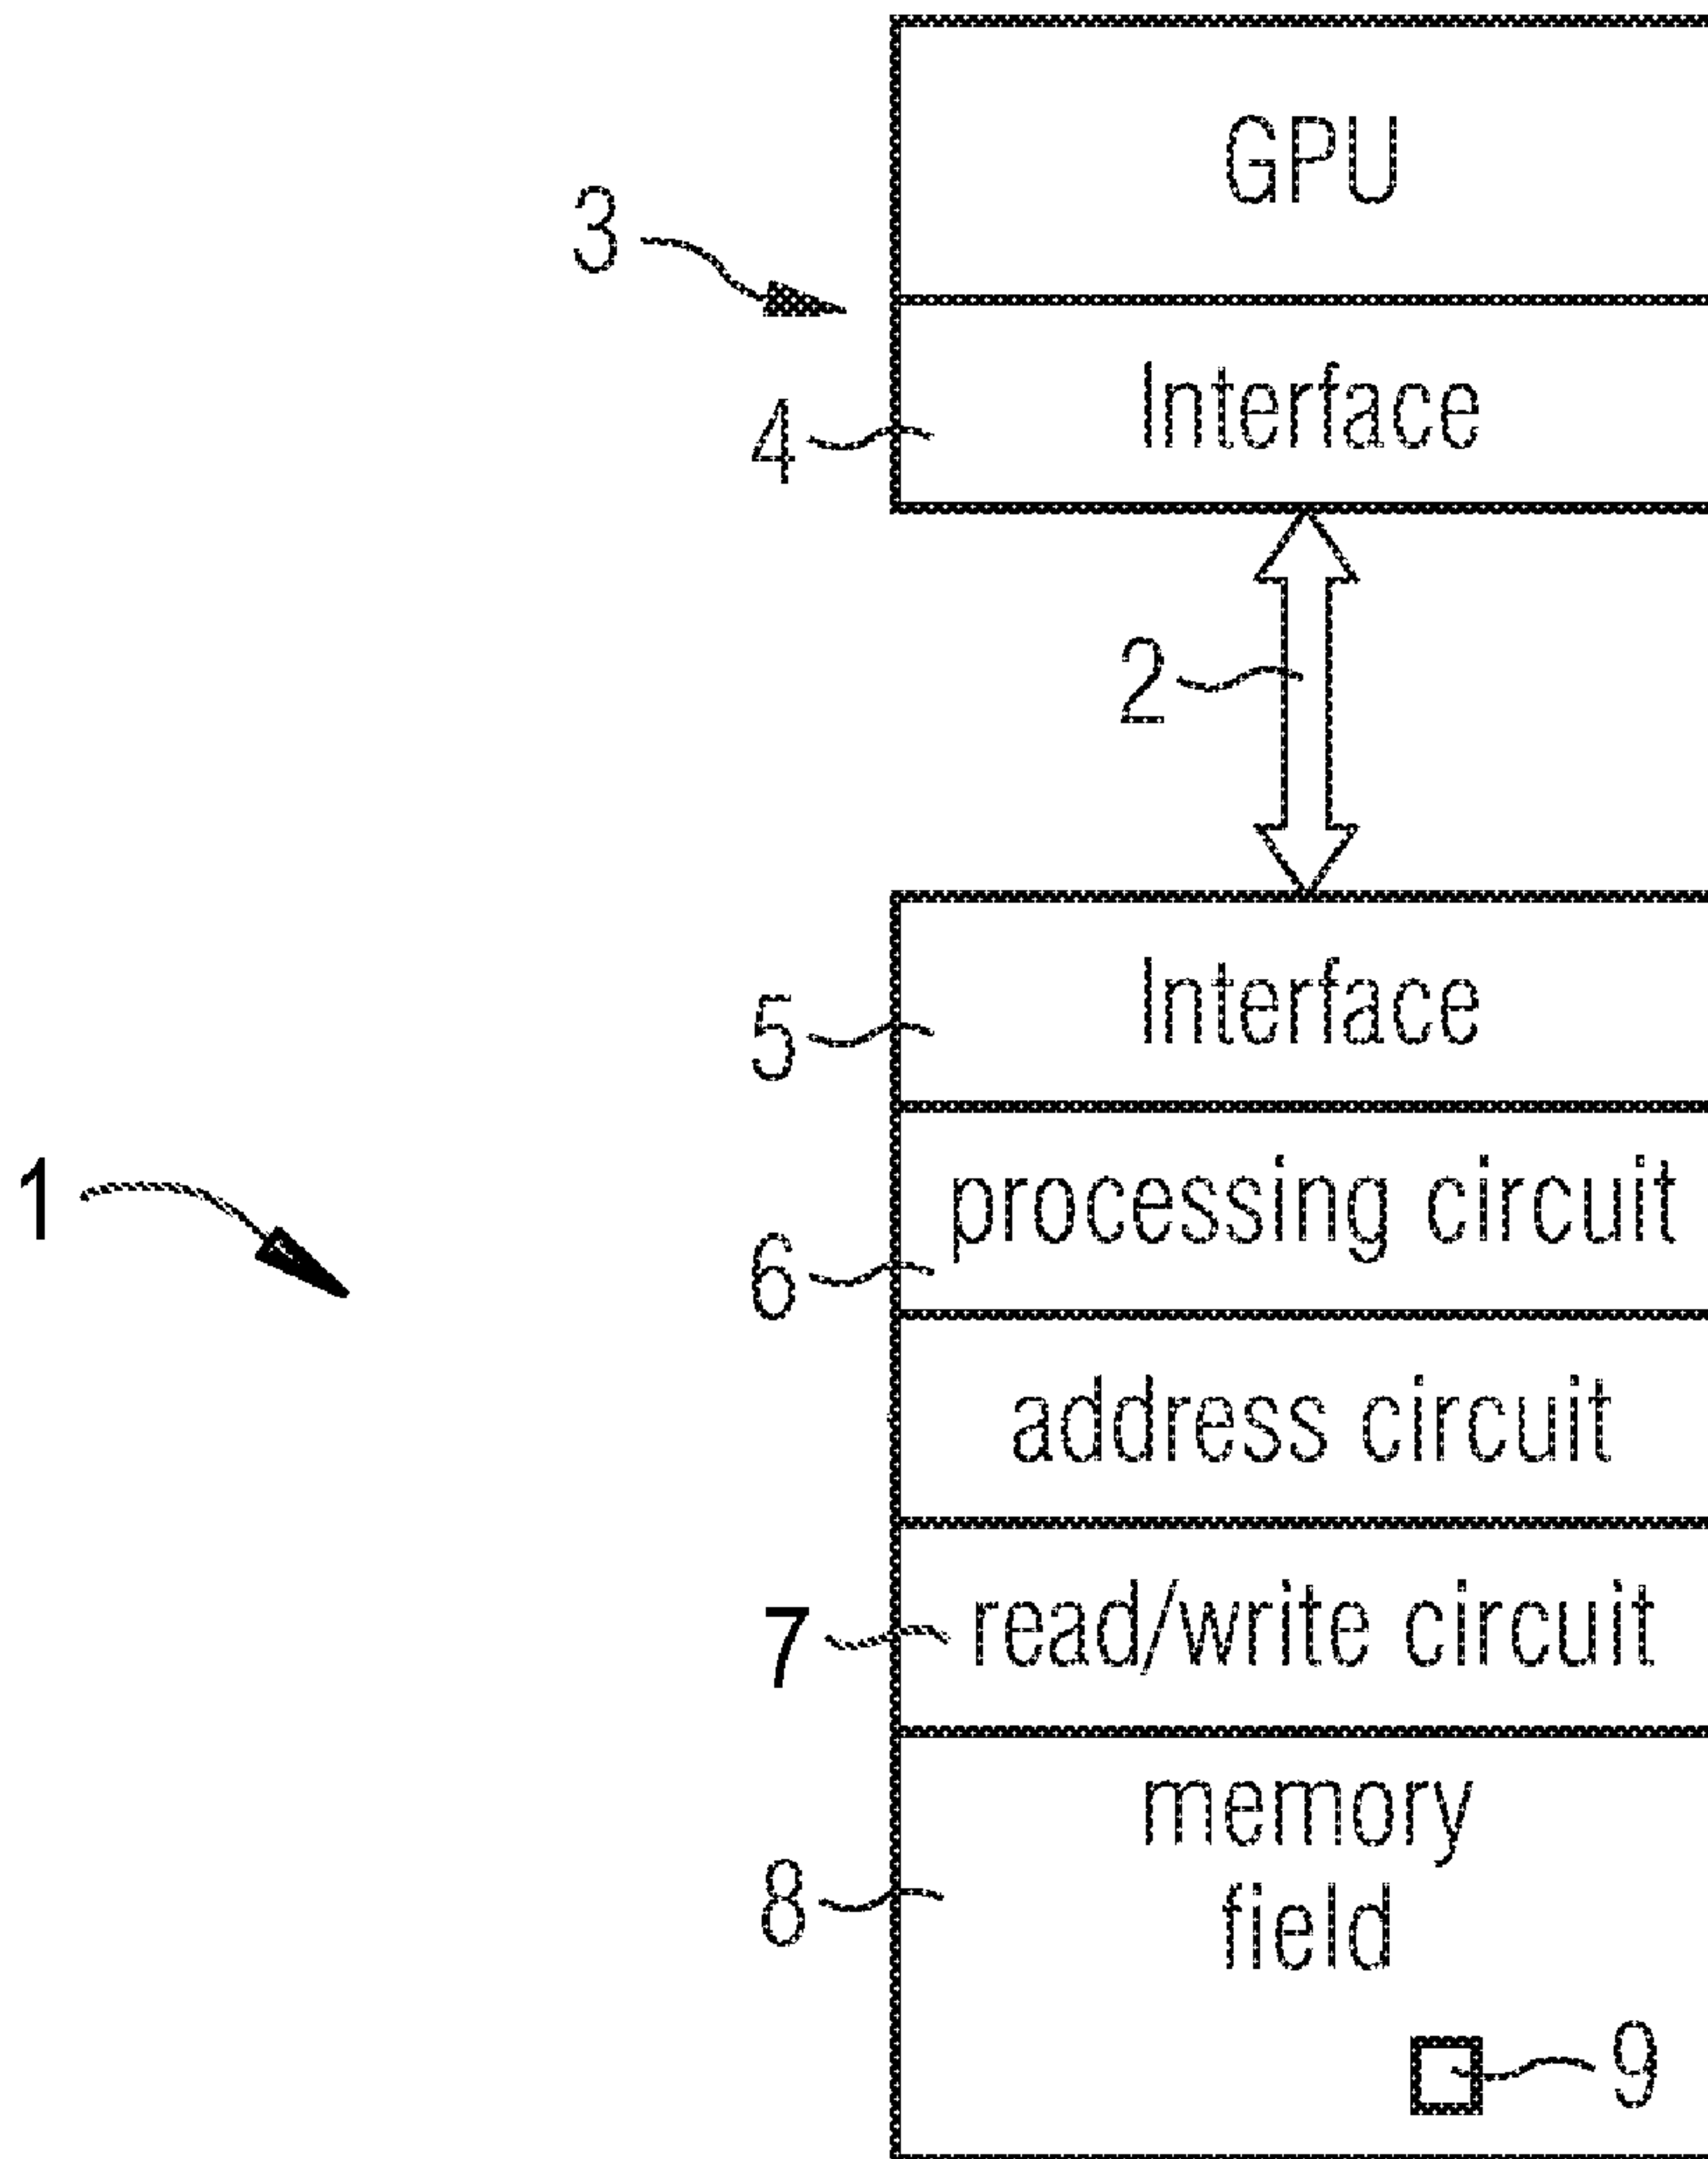 GPU
3
Interface
4
2
Interface
5
1
processing circuit
6
address circuit
read/write circuit
7
memory
field
8
9